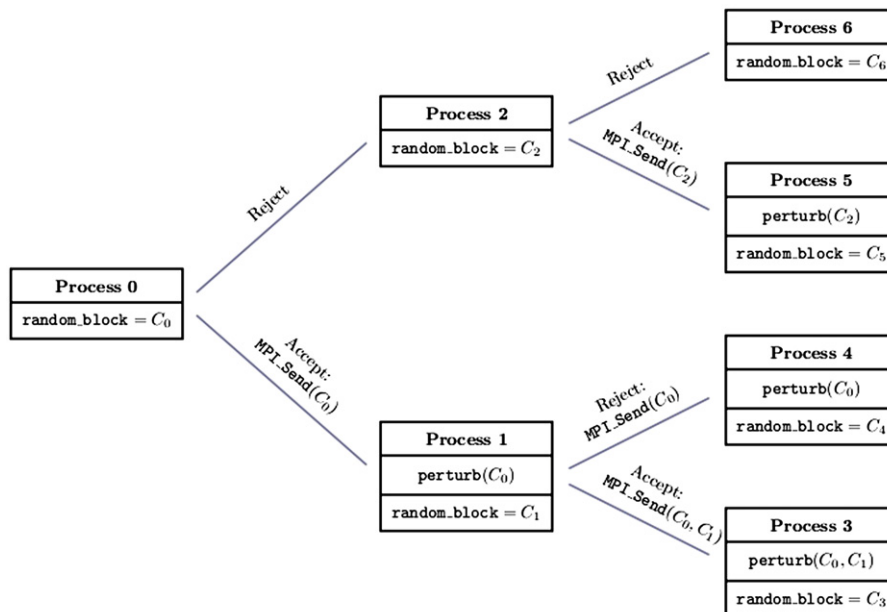 Process 6
random_block = C₆
Reject
Process 2
random_block = C₂
Accept:
MPI_Send(C₂)
Process 5
perturb(C₂)
random_block = C₅
Reject
Process 0
random_block = C₀
Accept:
MPI_Send(C₀)
Process 4
perturb(C₀)
random_block = C₄
Reject:
MPI_Send(C₀)
Process 1
perturb(C₀)
random_block = C₁
Accept:
MPI_Send(C₀, C₁)
Process 3
perturb(C₀, C₁)
random_block = C₃